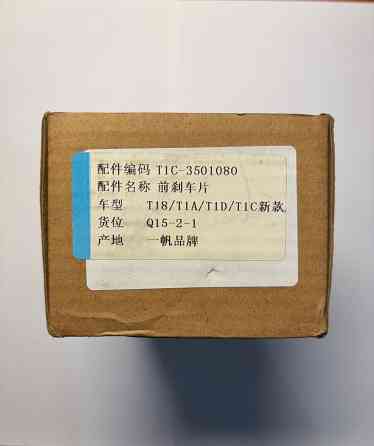 配件编码 T1C-3501080
配件名称 前刹车片
车型 T18/T1A/T1D/T1C新款
货位 Q15-2-1
产地 一帆品牌